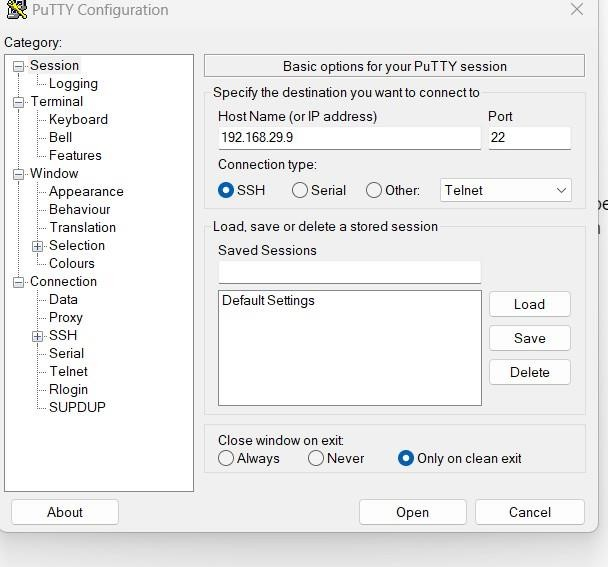 PuTTY Configuration
Category:
Session
Logging
Terminal
Keyboard
Bell
Features
Window
Appearance
Behaviour
Translation
Selection
Colours
Connection
Data
Proxy
SSH
Serial
Telnet
Rlogin
SUPDUP
Basic options for your PuTTY session
Specify the destination you want to connect to
Host Name (or IP address) Port
192.168.29.9 22
Connection type:
SSH Serial Other: Telnet
Load, save or delete a stored session
Saved Sessions
Default Settings
Load
Save
Delete
Close window on exit:
Always Never Only on clean exit
About Open Cancel